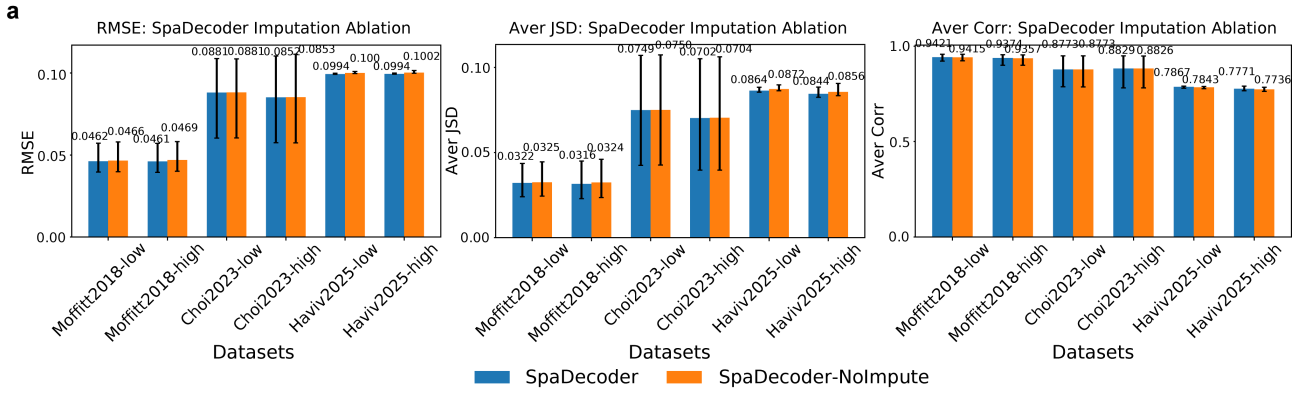 a
RMSE: SpaDecoder Imputation Ablation
0.0881 0.0881 0.0852 0.0853
0.10
0.0994 0.100 0.0994 0.1002
0.0462 0.0466 0.0461 0.0469
0.05
0.00
RMSE
Moffitt2018-low
Moffitt2018-high
Choi2023-low
Choi2023-high
Haviv2025-low
Haviv2025-high
Datasets
Aver JSD: SpaDecoder Imputation Ablation
0.0749 0.0750 0.0702 0.0704
0.10
0.0864 0.0872 0.0844 0.0856
0.05
0.0322 0.0325 0.0316 0.0324
0.00
Aver JSD
Moffitt2018-low
Moffitt2018-high
Choi2023-low
Choi2023-high
Haviv2025-low
Haviv2025-high
Datasets
Aver Corr: SpaDecoder Imputation Ablation
1.0
0.9421 0.9415 0.9374 0.9357 0.8773 0.8773 0.8829 0.8826
0.7867 0.7843 0.7771 0.7736
0.5
0.0
Aver Corr
Moffitt2018-low
Moffitt2018-high
Choi2023-low
Choi2023-high
Haviv2025-low
Haviv2025-high
Datasets
SpaDecoder
SpaDecoder-NoImpute